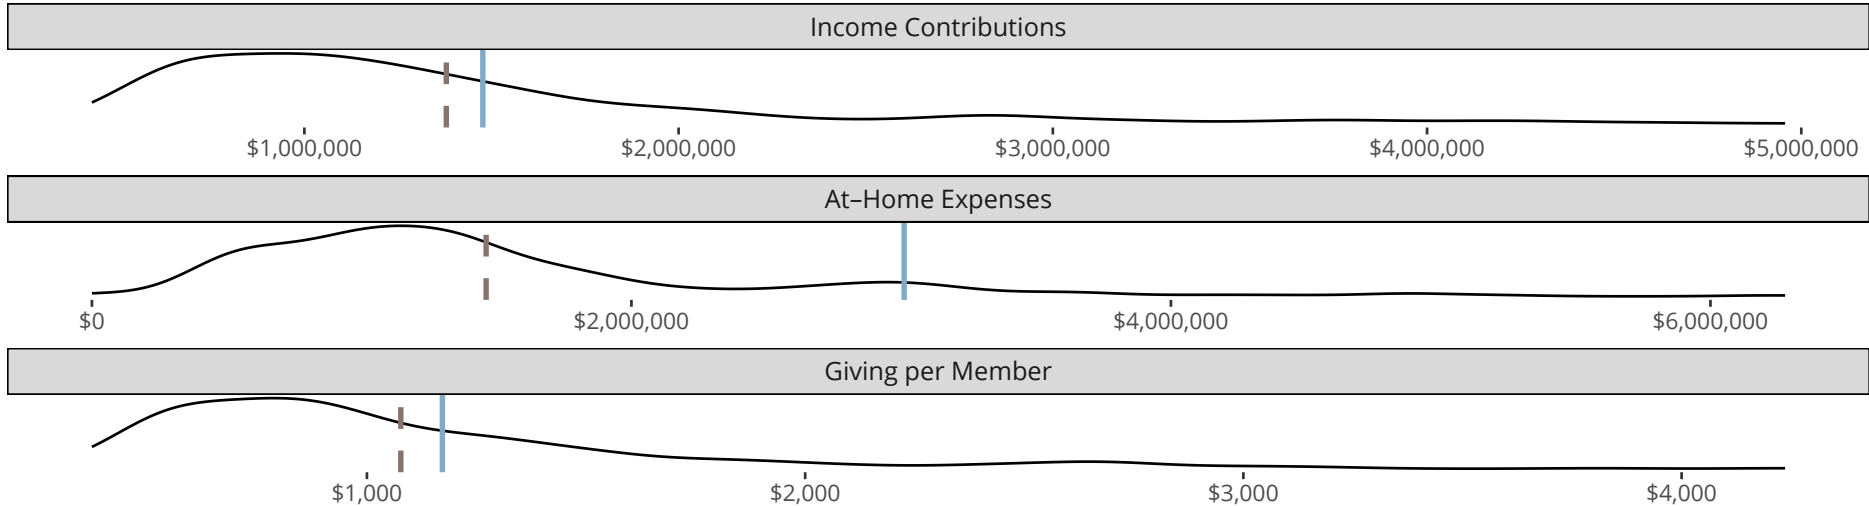 Income Contributions
$1,000,000 $2,000,000 $3,000,000 $4,000,000 $5,000,000
At–Home Expenses
$0 $2,000,000 $4,000,000 $6,000,000
Giving per Member
$1,000 $2,000 $3,000 $4,000